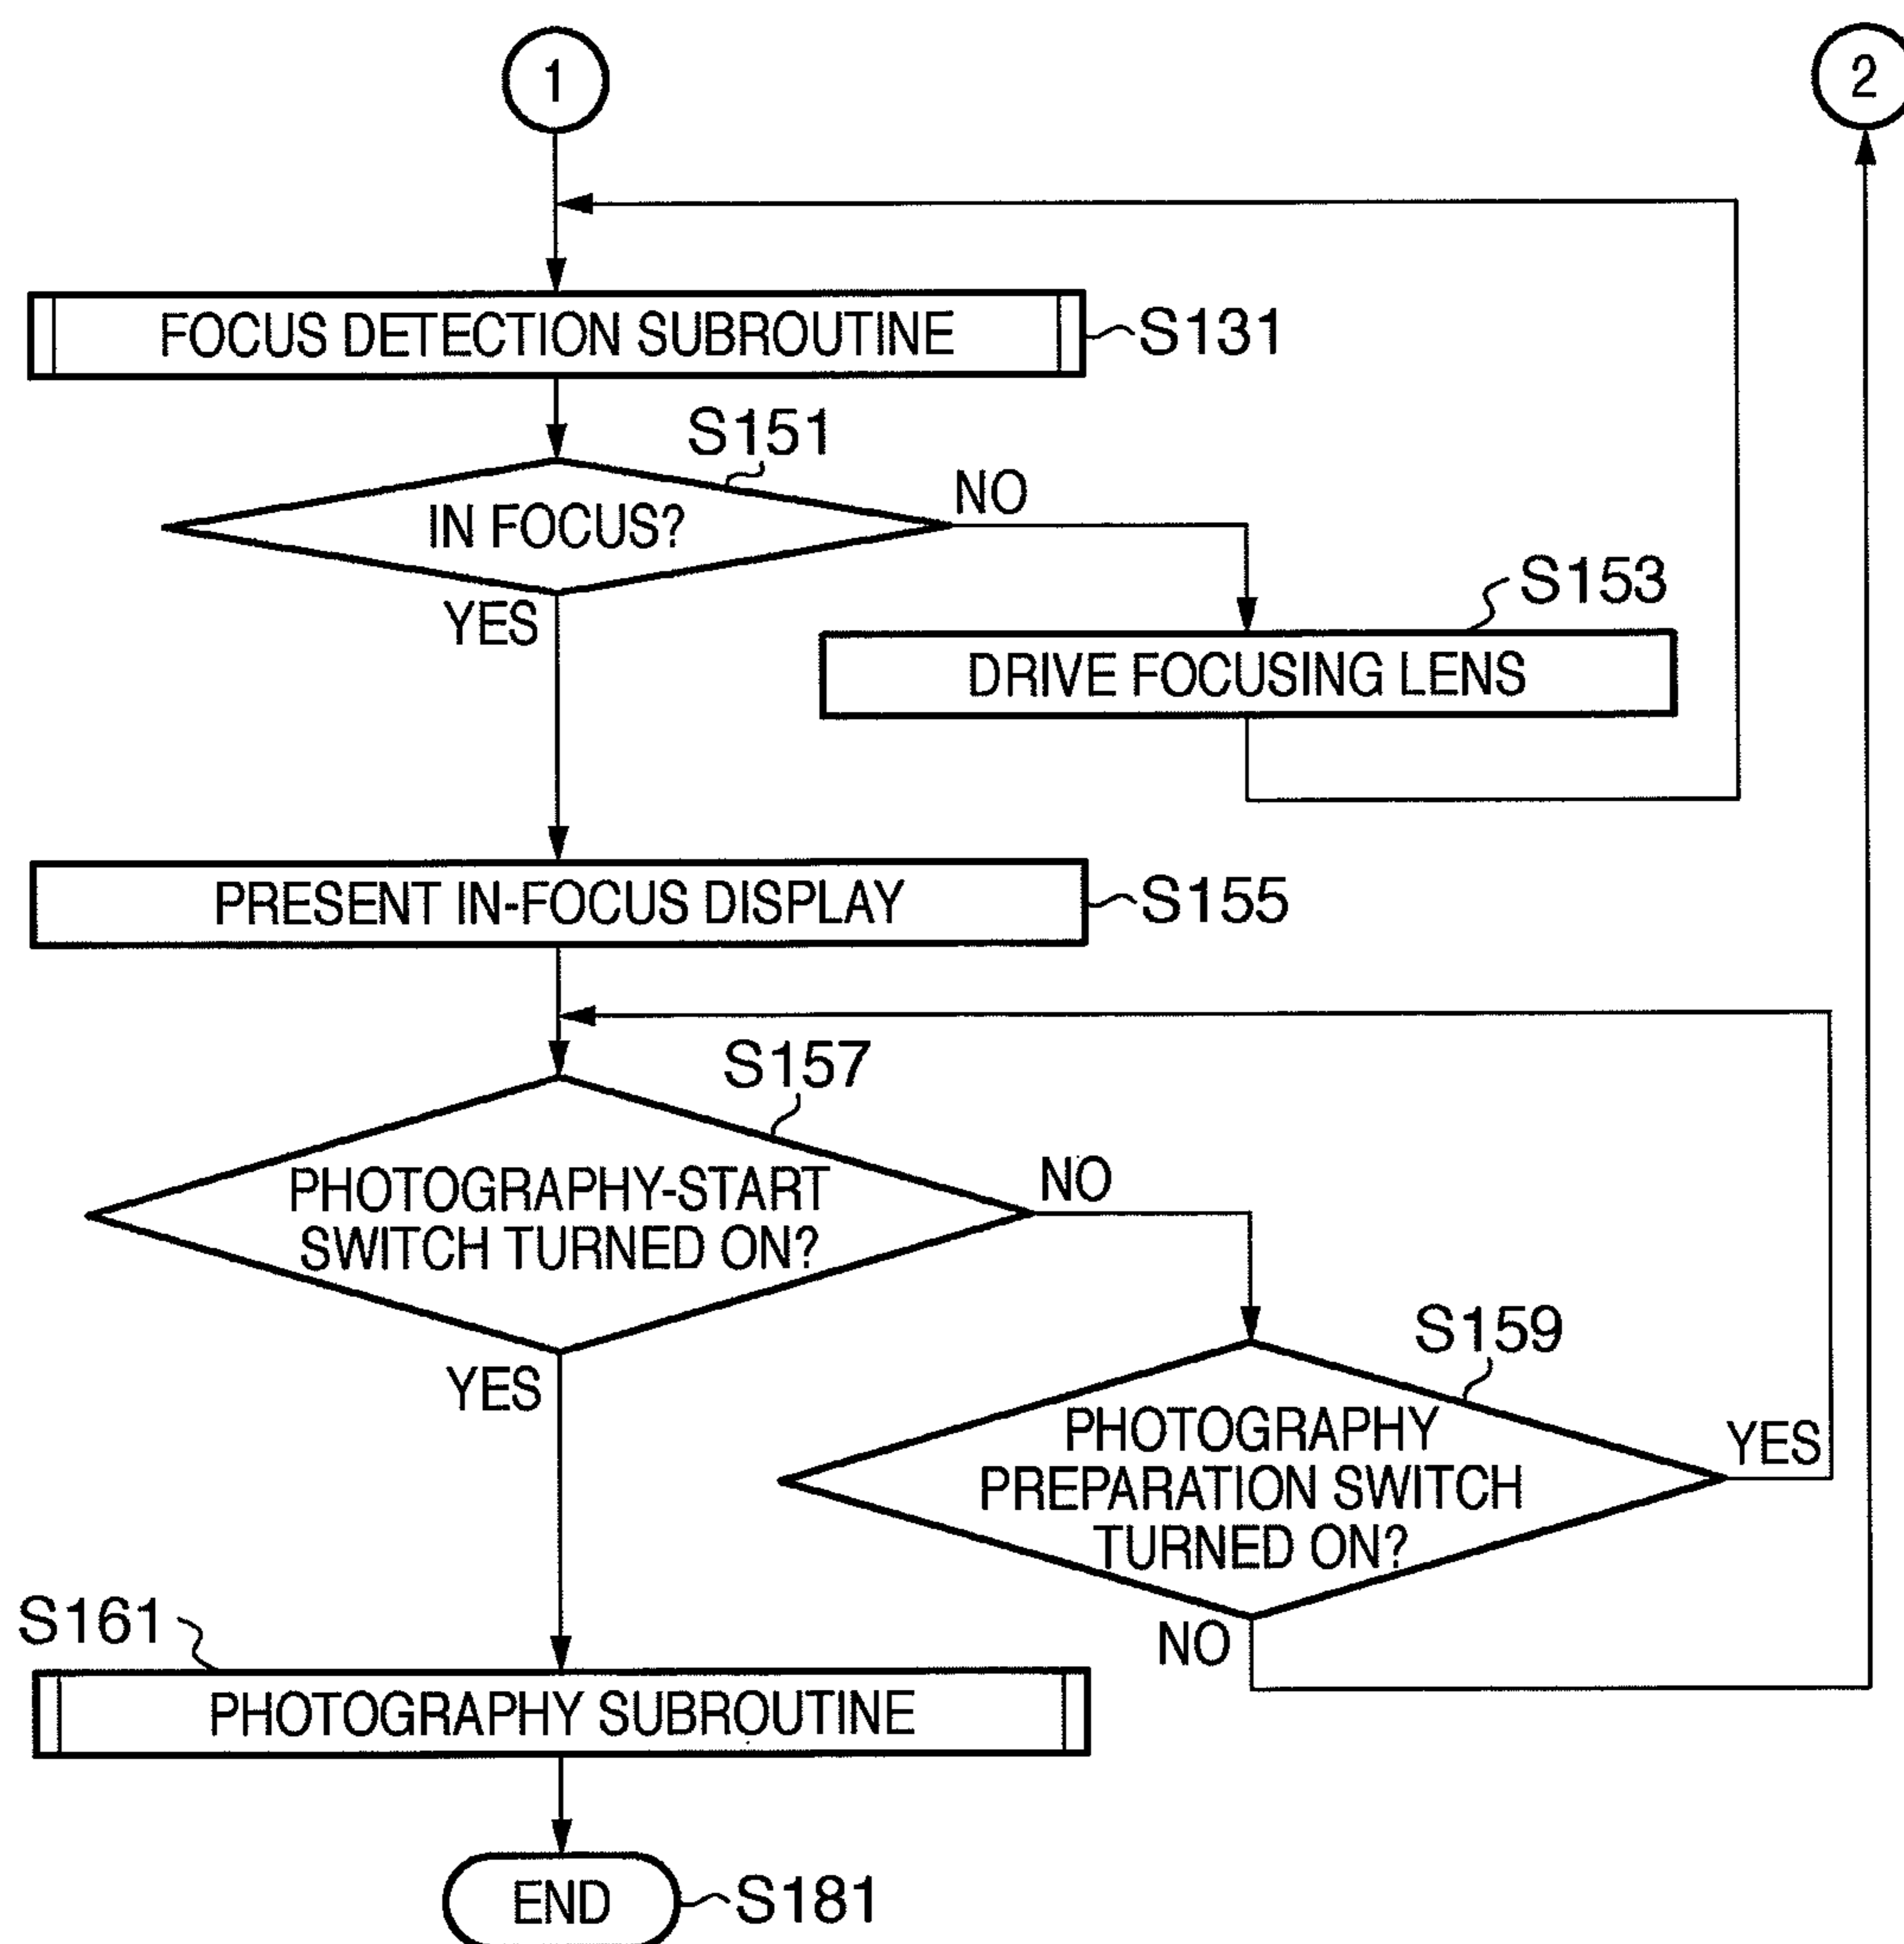 1
2
FOCUS DETECTION SUBROUTINE
S131
S151
IN FOCUS?
NO
YES
S153
DRIVE FOCUSING LENS
PRESENT IN-FOCUS DISPLAY
S155
S157
PHOTOGRAPHY-START
SWITCH TURNED ON?
NO
YES
S159
PHOTOGRAPHY
PREPARATION SWITCH
TURNED ON?
YES
NO
S161
PHOTOGRAPHY SUBROUTINE
END
S181